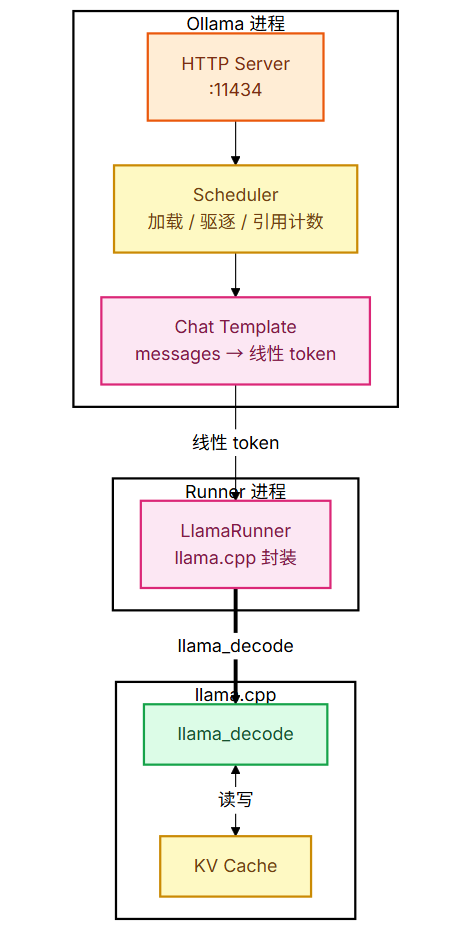 Ollama 进程
HTTP Server
:11434
Scheduler
加载 / 驱逐 / 引用计数
Chat Template
messages → 线性 token
线性 token
Runner 进程
LlamaRunner
llama.cpp 封装
llama_decode
llama.cpp
llama_decode
读写
KV Cache